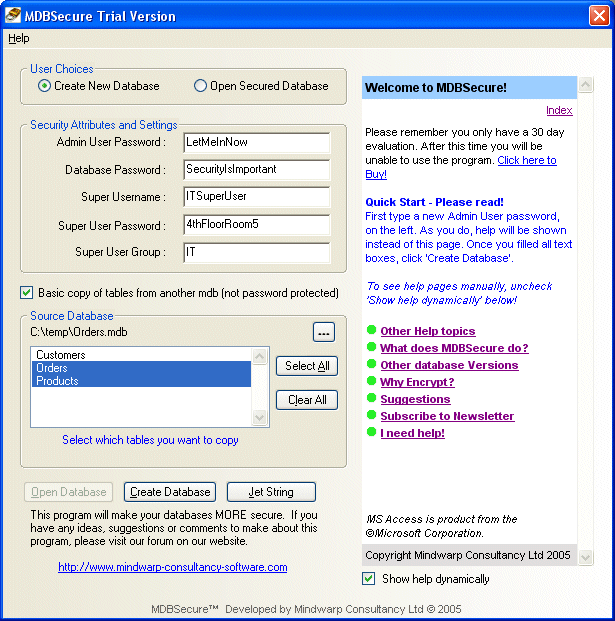 MDBSecure Trial Version
Help
User Choices
Create New Database
Open Secured Database
Security Attributes and Settings
Admin User Password : LetMeInNow
Database Password : SecurityIsImportant
Super Username : ITSuperUser
Super User Password : 4thFloorRoom5
Super User Group : IT
Basic copy of tables from another mdb (not password protected)
Source Database
C:\temp\Orders.mdb
...
Customers
Orders
Products
Select All
Clear All
Select which tables you want to copy
Open Database
Create Database
Jet String
This program will make your databases MORE secure. If you
have any ideas, suggestions or comments to make about this
program, please visit our forum on our website.
http://www.mindwarp-consultancy-software.com
Welcome to MDBSecure!
Index
Please remember you only have a 30 day
evaluation. After this time you will be
unable to use the program. Click here to
Buy!
Quick Start - Please read!
First type a new Admin User password,
on the left. As you do, help will be shown
instead of this page. Once you filled all text
boxes, click 'Create Database'.
To see help pages manually, uncheck
'Show help dynamically' below!
Other Help topics
What does MDBSecure do?
Other database Versions
Why Encrypt?
Suggestions
Subscribe to Newsletter
I need help!
MS Access is product from the
©Microsoft Corporation.
Copyright Mindwarp Consultancy Ltd 2005
Show help dynamically
MDBSecure™ Developed by Mindwarp Consultancy Ltd © 2005